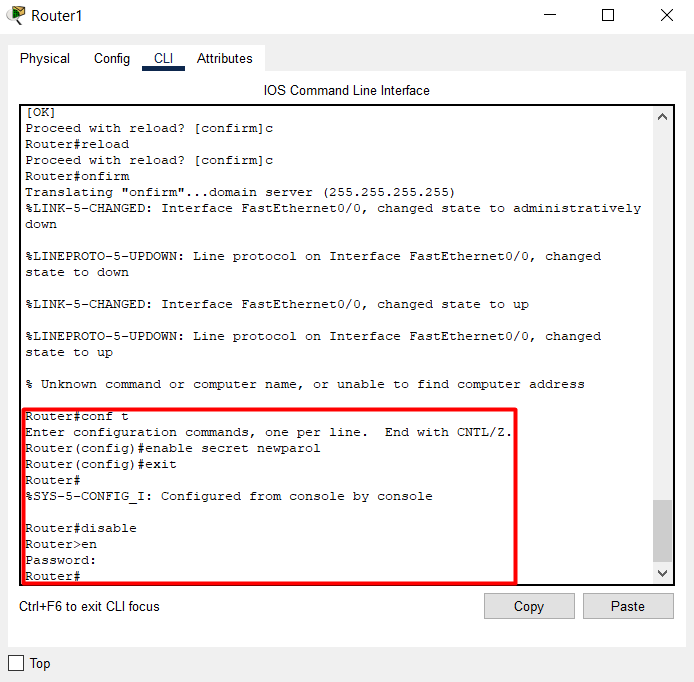 Router1
Physical Config CLI Attributes
IOS Command Line Interface
[OK]
Proceed with reload? [confirm]c
Router#reload
Proceed with reload? [confirm]c
Router#onfirm
Translating "onfirm"...domain server (255.255.255.255)
%LINK-5-CHANGED: Interface FastEthernet0/0, changed state to administratively
down
%LINEPROTO-5-UPDOWN: Line protocol on Interface FastEthernet0/0, changed
state to down
%LINK-5-CHANGED: Interface FastEthernet0/0, changed state to up
%LINEPROTO-5-UPDOWN: Line protocol on Interface FastEthernet0/0, changed
state to up
% Unknown command or computer name, or unable to find computer address
Router#conf t
Enter configuration commands, one per line.  End with CNTL/Z.
Router(config)#enable secret newparol
Router(config)#exit
Router#
%SYS-5-CONFIG_I: Configured from console by console
Router#disable
Router>en
Password:
Router#
Ctrl+F6 to exit CLI focus
Copy
Paste
Top